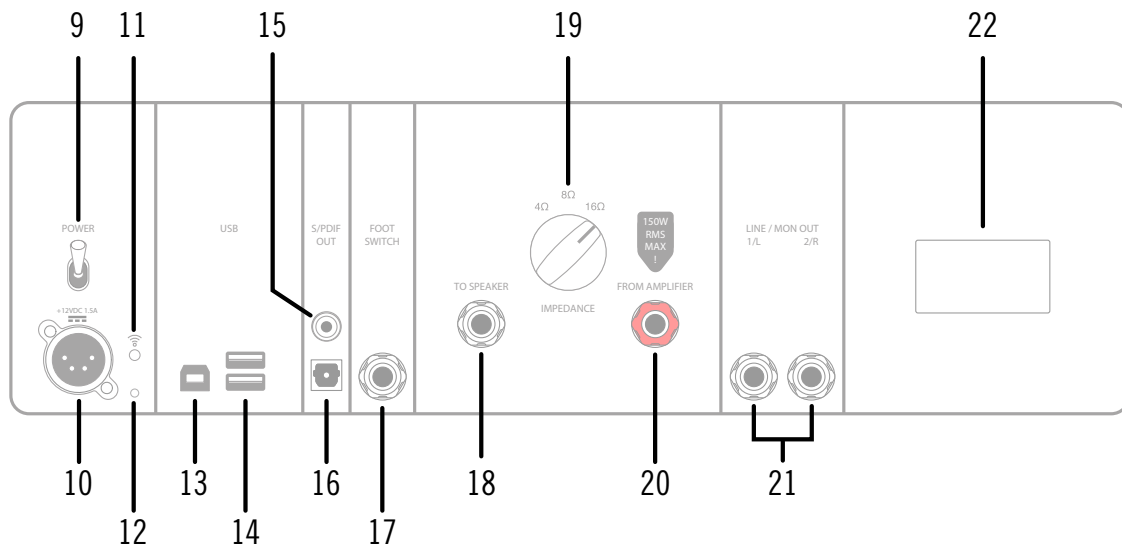 9 11 15 19 22
8Ω
4Ω 16Ω
150W
RMS
MAX
!
POWER
USB
S/PDIF
OUT
FOOT
SWITCH
LINE / MON OUT
1/L 2/R
TO SPEAKER
FROM AMPLIFIER
IMPEDANCE
+12VDC 1.5A
10 13 16 18 20 21
12 14 17